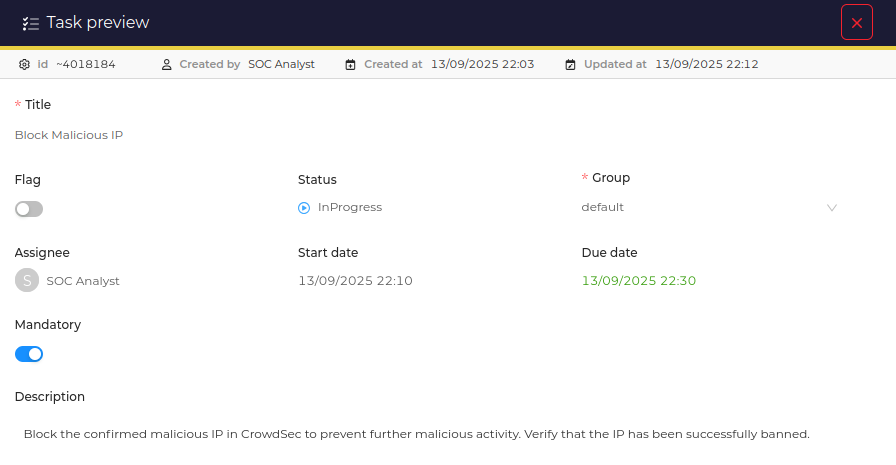 Task preview
id ~4018184 Created by SOC Analyst Created at 13/09/2025 22:03 Updated at 13/09/2025 22:12
* Title
Block Malicious IP
Flag Status * Group
InProgress default
Assignee Start date Due date
S SOC Analyst 13/09/2025 22:10 13/09/2025 22:30
Mandatory
Description
Block the confirmed malicious IP in CrowdSec to prevent further malicious activity. Verify that the IP has been successfully banned.